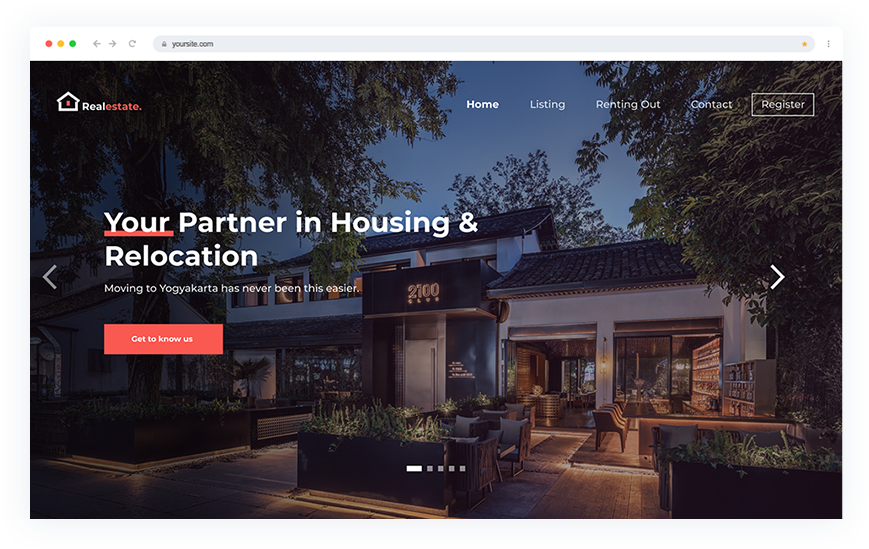 yoursite.com
Realestate.
Home
Listing
Renting Out
Contact
Register
Your Partner in Housing &
Relocation
Moving to Yogyakarta has never been this easier.
Get to know us
2100